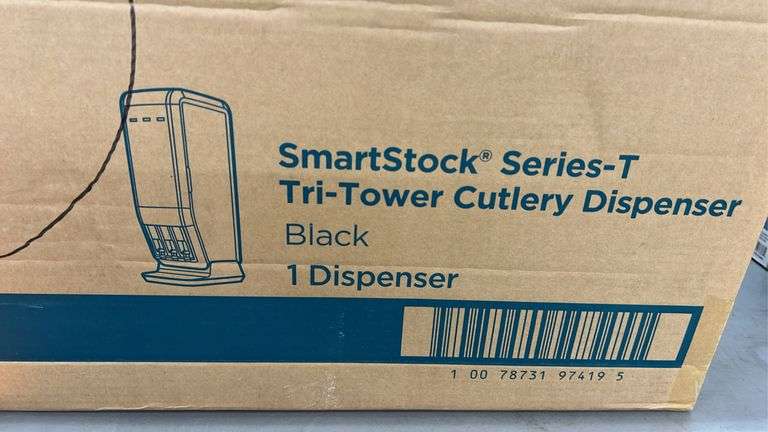 SmartStock® Series-T
Tri-Tower Cutlery Dispenser
Black
1 Dispenser
1 00 78731 97419 5